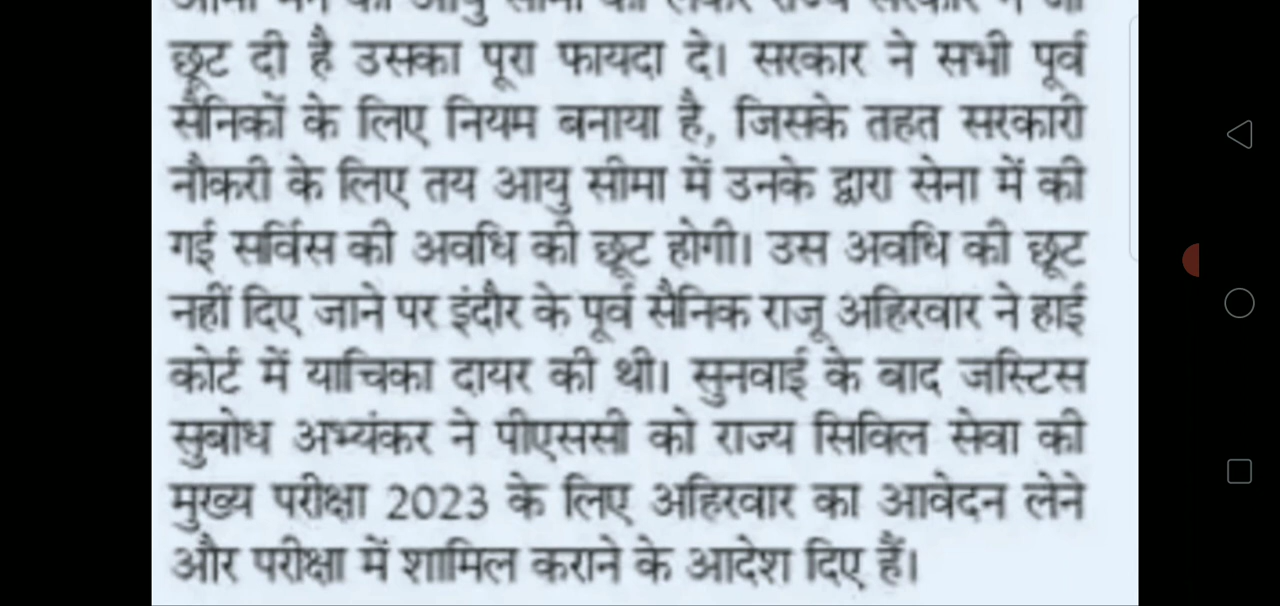 छूट दी है उसका पूरा फायदा दे। सरकार ने सभी पूर्व
सैनिकों के लिए नियम बनाया है, जिसके तहत सरकारी
नौकरी के लिए तय आयु सीमा में उनके द्वारा सेना में की
गई सर्विस की अवधि की छूट होगी। उस अवधि की छूट
नहीं दिए जाने पर इंदौर के पूर्व सैनिक राजू अहिरवार ने हाई
कोर्ट में याचिका दायर की थी। सुनवाई के बाद जस्टिस
सुबोध अभ्यंकर ने पीएससी को राज्य सिविल सेवा की
मुख्य परीक्षा 2023 के लिए अहिरवार का आवेदन लेने
और परीक्षा में शामिल कराने के आदेश दिए हैं।